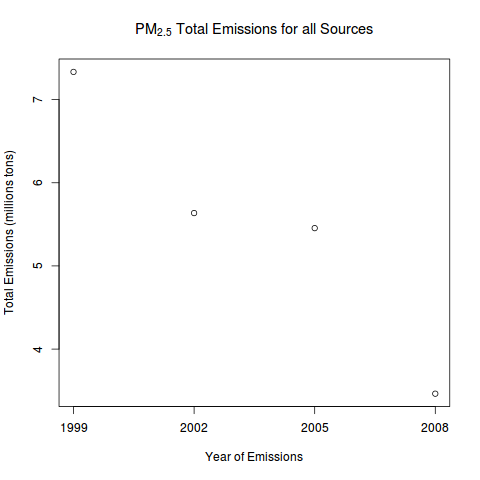 PM2.5 Total Emissions for all Sources
Total Emissions (millions tons)
7
6
5
4
1999 2002 2005 2008
Year of Emissions